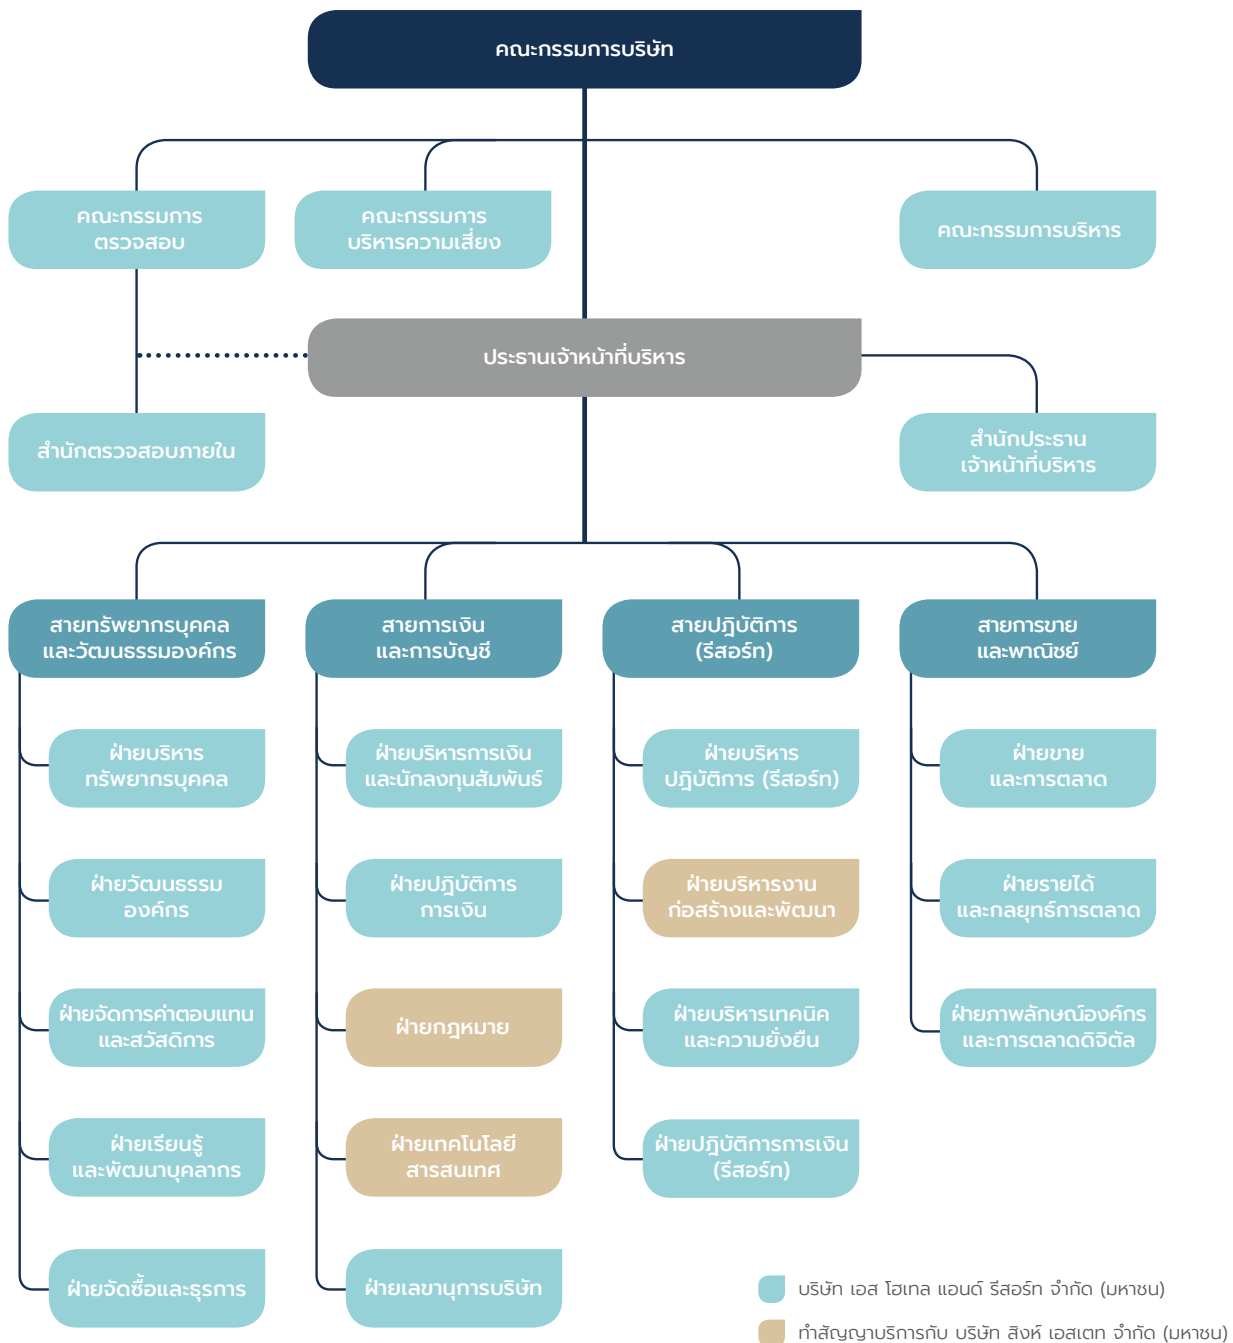 คณะกรรมการบริษัท
คณะกรรมการ
ตรวจสอบ
คณะกรรมการ
บริหารความเสี่ยง
คณะกรรมการบริหาร
ประธานเจ้าหน้าที่บริหาร
สำนักตรวจสอบภายใน
สำนักประธาน
เจ้าหน้าที่บริหาร
สายทรัพยากรบุคคล
และวัฒนธรรมองค์กร
สายการเงิน
และการบัญชี
สายปฎิบัติการ
(รีสอร์ท)
สายการขาย
และพาณิชย์
ฝ่ายบริหาร
ทรัพยากรบุคคล
ฝ่ายบริหารการเงิน
และนักลงทุนสัมพันธ์
ฝ่ายบริหาร
ปฎิบัติการ (รีสอร์ท)
ฝ่ายขาย
และการตลาด
ฝ่ายวัฒนธรรม
องค์กร
ฝ่ายปฎิบัติการ
การเงิน
ฝ่ายบริหารงาน
ก่อสร้างและพัฒนา
ฝ่ายรายได้
และกลยุทธ์การตลาด
ฝ่ายจัดการค่าตอบแทน
และสวัสดิการ
ฝ่ายกฎหมาย
ฝ่ายบริหารเทคนิค
และความยั่งยืน
ฝ่ายภาพลักษณ์องค์กร
และการตลาดดิจิตัล
ฝ่ายเรียนรู้
และพัฒนาบุคลากร
ฝ่ายเทคโนโลยี
สารสนเทศ
ฝ่ายปฎิบัติการการเงิน
(รีสอร์ท)
ฝ่ายจัดซื้อและธุรการ
ฝ่ายเลขานุการบริษัท
บริษัท เอส โฮเทล แอนด์ รีสอร์ท จำกัด (มหาชน)
ทำสัญญาบริการกับ บริษัท สิงห์ เอสเตท จำกัด (มหาชน)